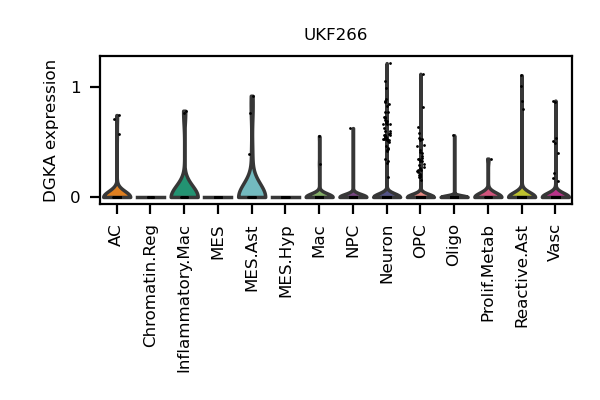 UKF266
DGKA expression
1
0
AC
Chromatin.Reg
Inflammatory.Mac
MES
MES.Ast
MES.Hyp
Mac
NPC
Neuron
OPC
Oligo
Prolif.Metab
Reactive.Ast
Vasc